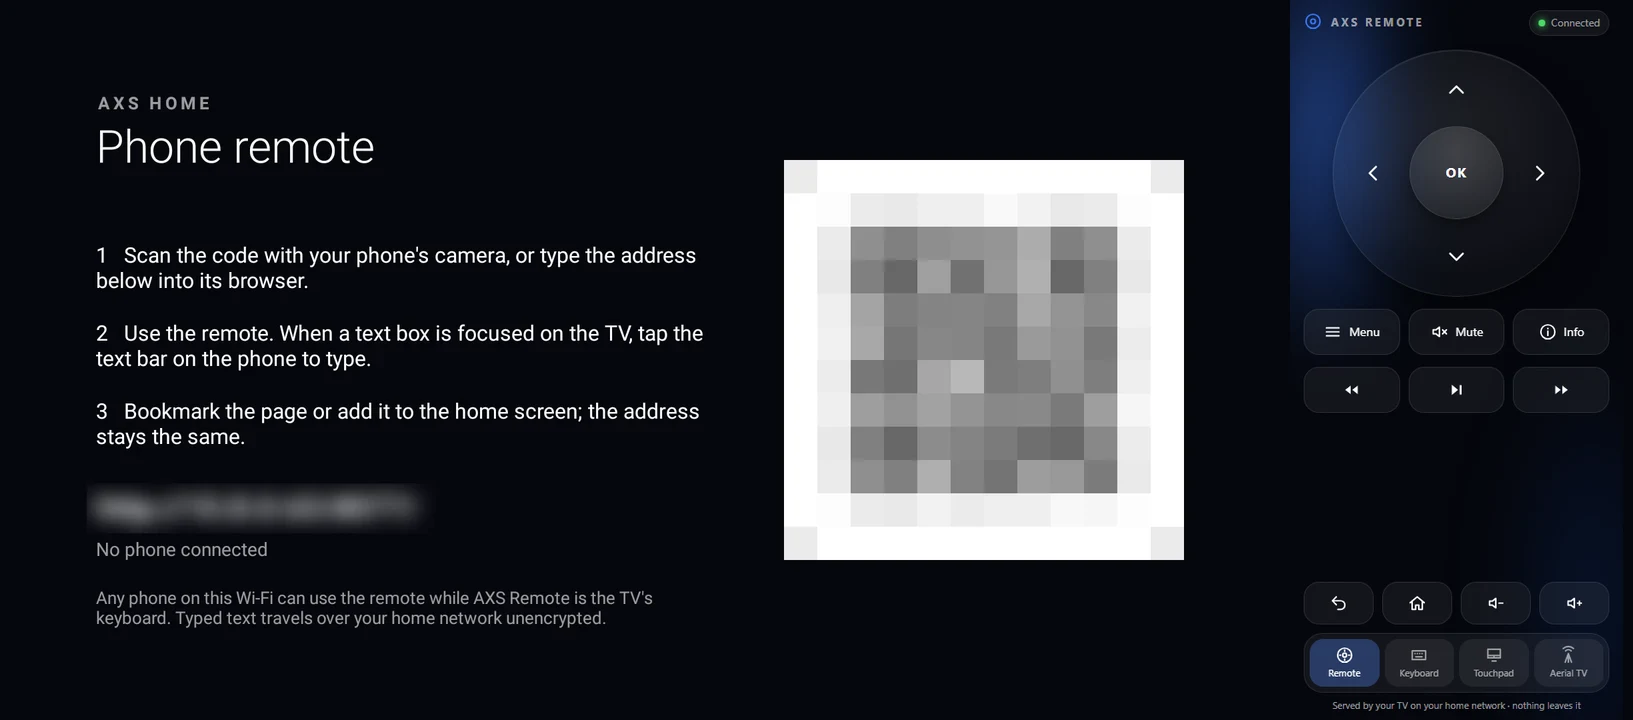 AXS HOME
Phone remote
1 Scan the code with your phone's camera, or type the address
below into its browser.
2 Use the remote. When a text box is focused on the TV, tap the
text bar on the phone to type.
3 Bookmark the page or add it to the home screen; the address
stays the same.
No phone connected
Any phone on this Wi-Fi can use the remote while AXS Remote is the TV's
keyboard. Typed text travels over your home network unencrypted.
AXS REMOTE
Connected
OK
Menu
Mute
Info
Remote
Keyboard
Touchpad
Aerial TV
Served by your TV on your home network · nothing leaves it